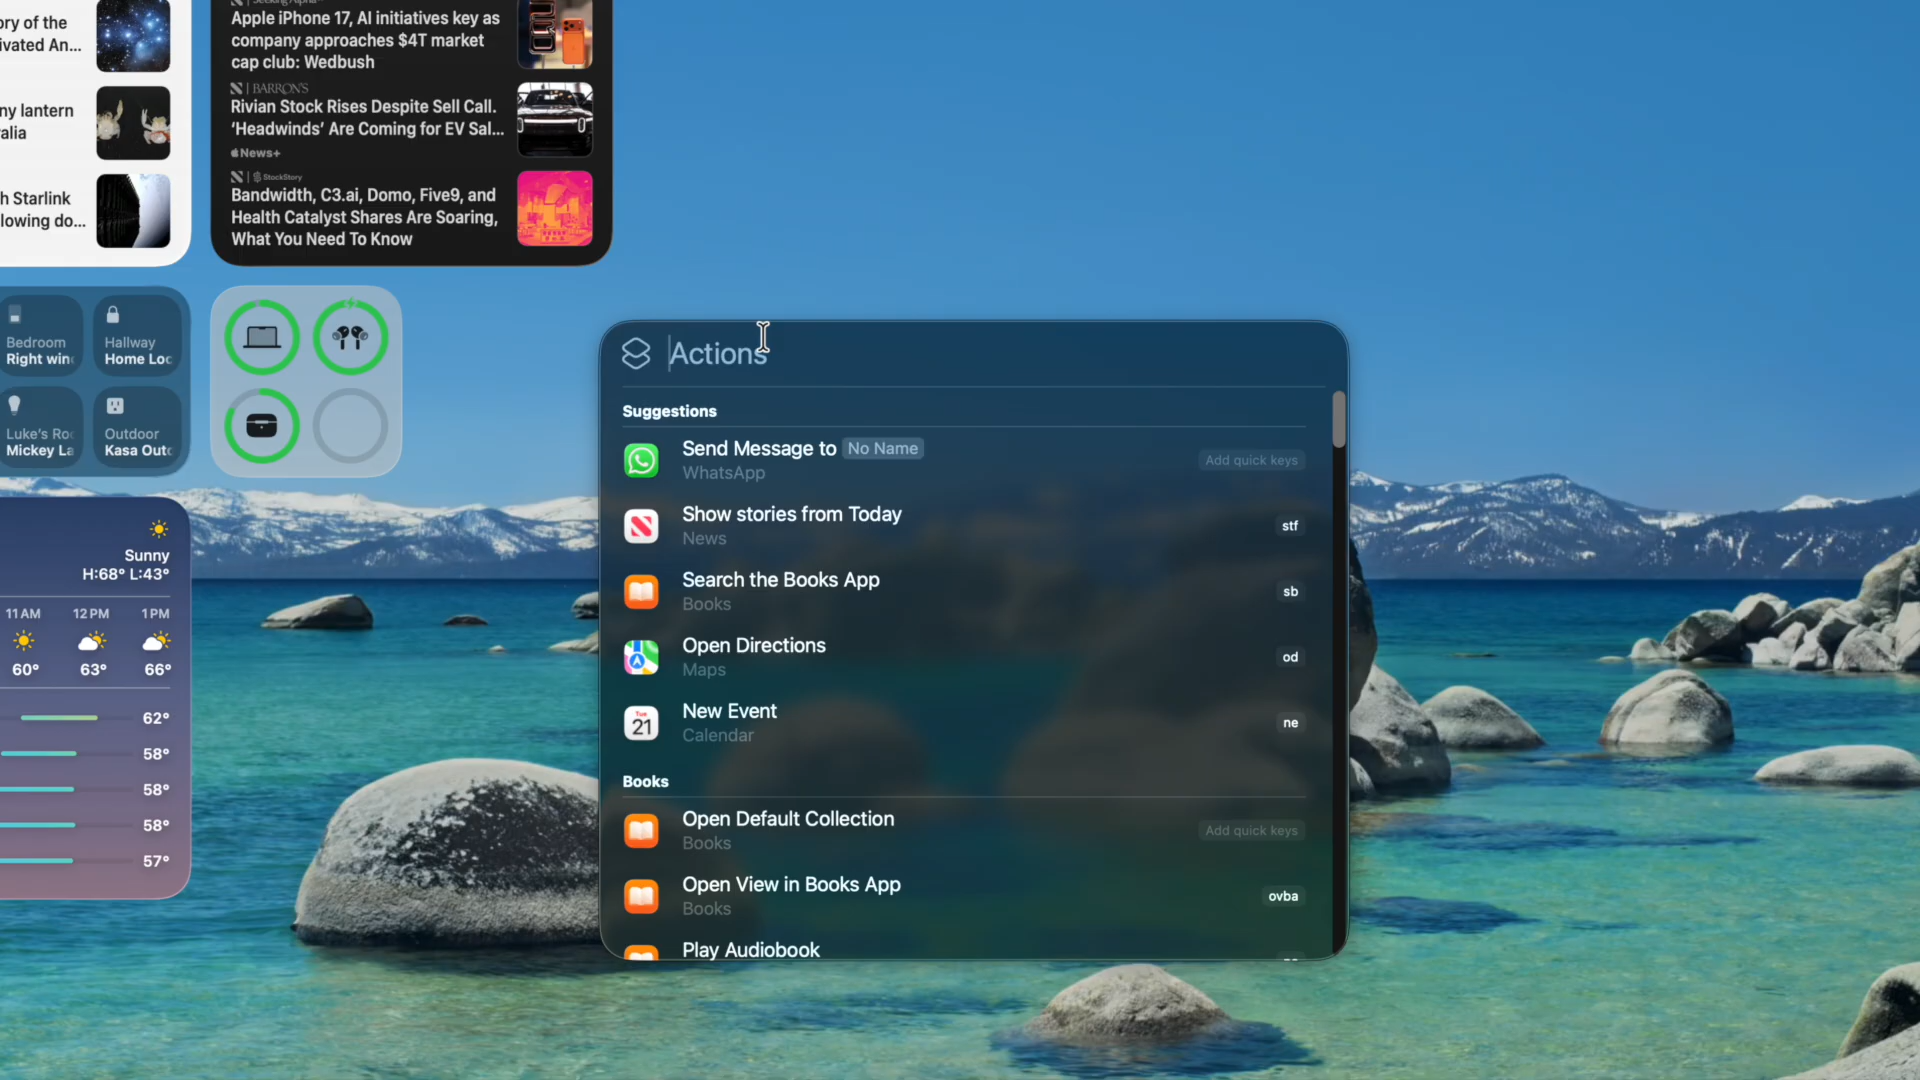 ory of the
ivated An...
ny lantern
alia
h Starlink
lowing do...
Apple iPhone 17, AI initiatives key as
company approaches $4T market
cap club: Wedbush
BARRON'S
Rivian Stock Rises Despite Sell Call.
‘Headwinds’ Are Coming for EV Sal...
News+
StockStory
Bandwidth, C3.ai, Domo, Five9, and
Health Catalyst Shares Are Soaring,
What You Need To Know
Bedroom
Right win
Hallway
Home Loc
Luke's Ro
Mickey La
Outdoor
Kasa Out
Sunny
H:68° L:43°
11 AM 12 PM 1 PM
60° 63° 66°
62°
58°
58°
58°
57°
Actions
Suggestions
Send Message to No Name
WhatsApp
Add quick keys
Show stories from Today
News
stf
Search the Books App
Books
sb
Open Directions
Maps
od
Tue
21
New Event
Calendar
ne
Books
Open Default Collection
Books
Add quick keys
Open View in Books App
Books
ovba
Play Audiobook